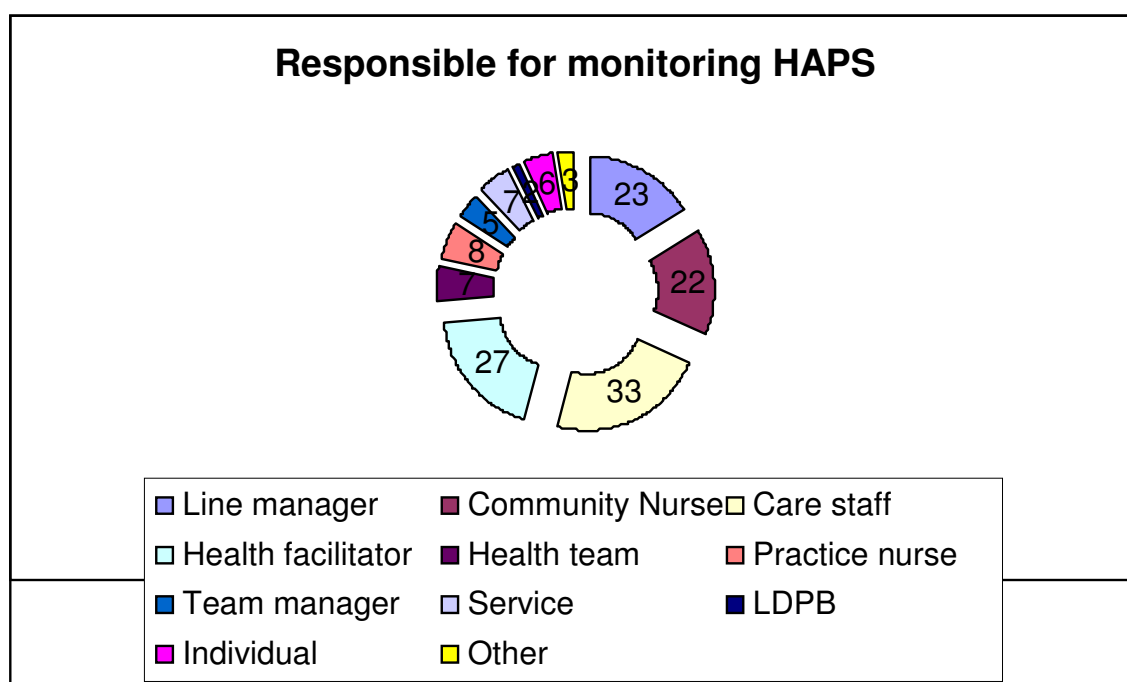 Responsible for monitoring HAPS
23
22
33
27
7
8
5
7
2
6
3
Line manager Community Nurse Care staff
Health facilitator Health team Practice nurse
Team manager Service LDPB
Individual Other